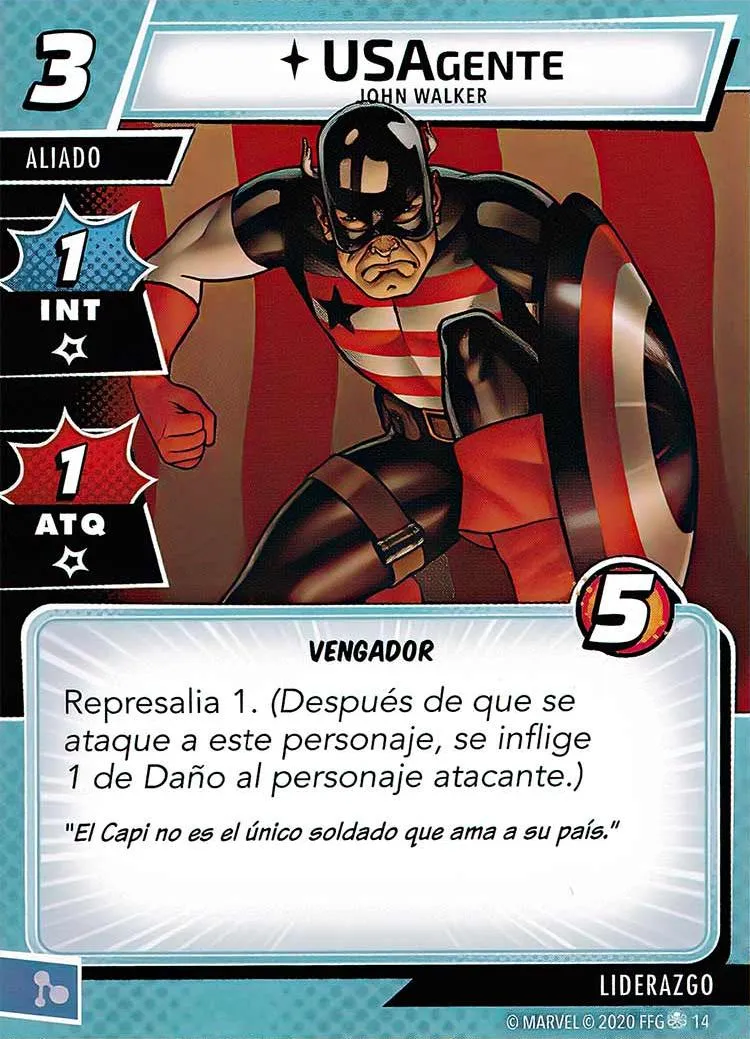 3
USAGENTE
JOHN WALKER
ALIADO
1
INT
1
ATQ
5
VENGADOR
Represalia 1. (Después de que se
ataque a este personaje, se inflige
1 de Daño al personaje atacante.)
"El Capi no es el único soldado que ama a su país."
LIDERAZGO
© MARVEL © 2020 FFG 14